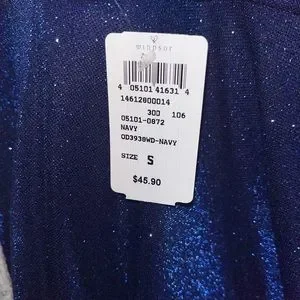 windsor
4 05101 41631 4
14612800014
300 106
05101-0872
NAVY
OD3938WD-NAVY
SIZE S
$45.90